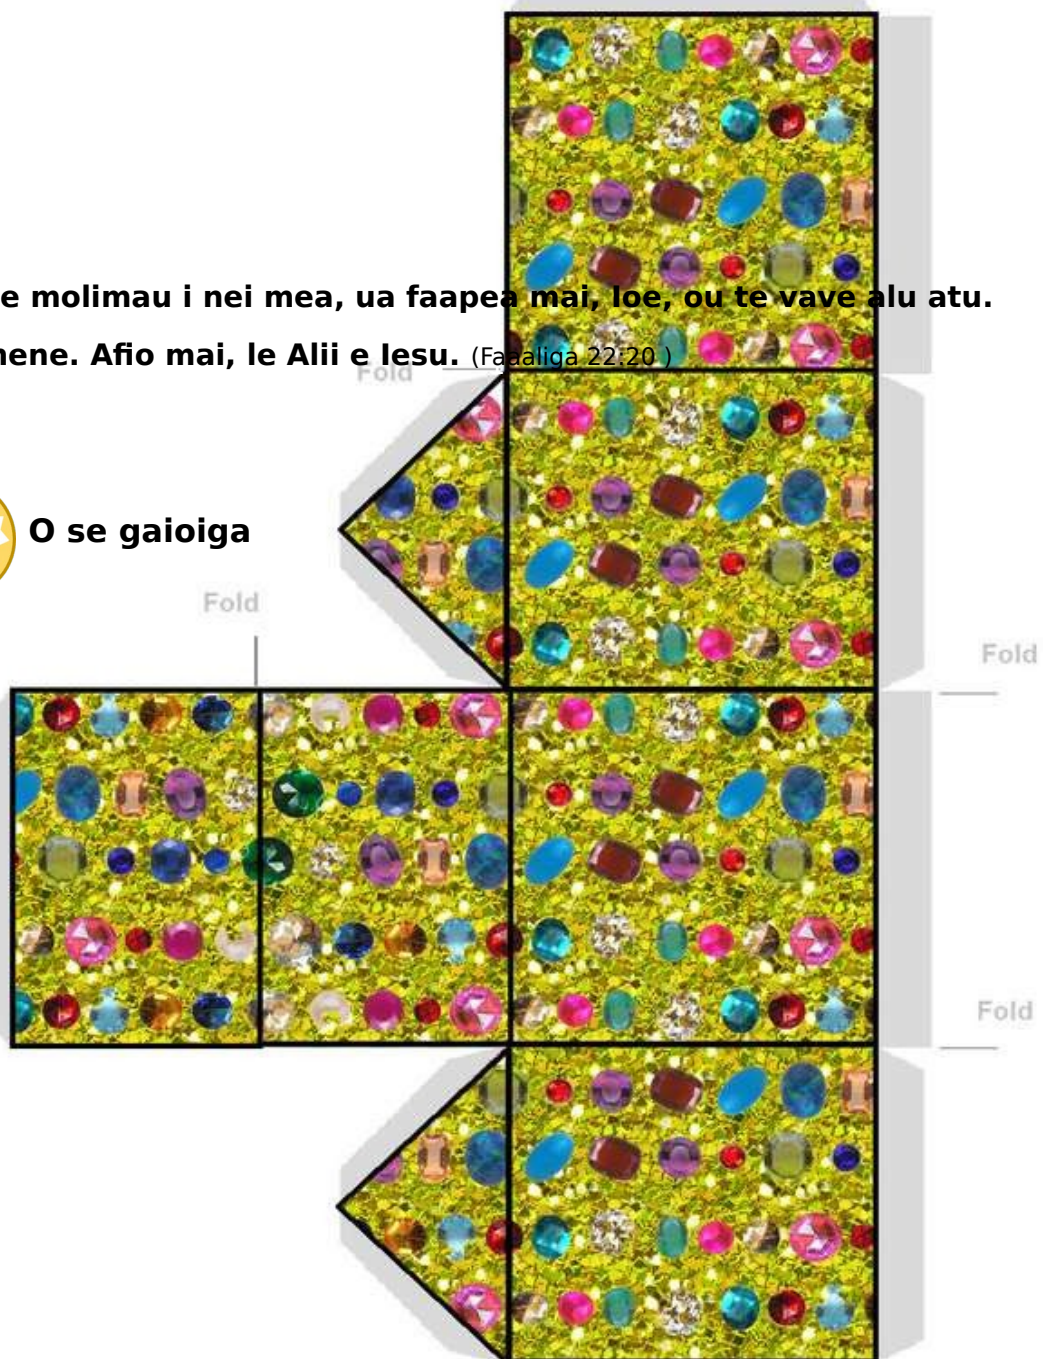 e molimau i nei mea, ua faapea mai, Ioe, ou te vave alu atu.
Afio mai, le Alii e Iesu. (Faaaliga 22:20 )
Fold
O se gaioiga
Fold
Fold
Fold